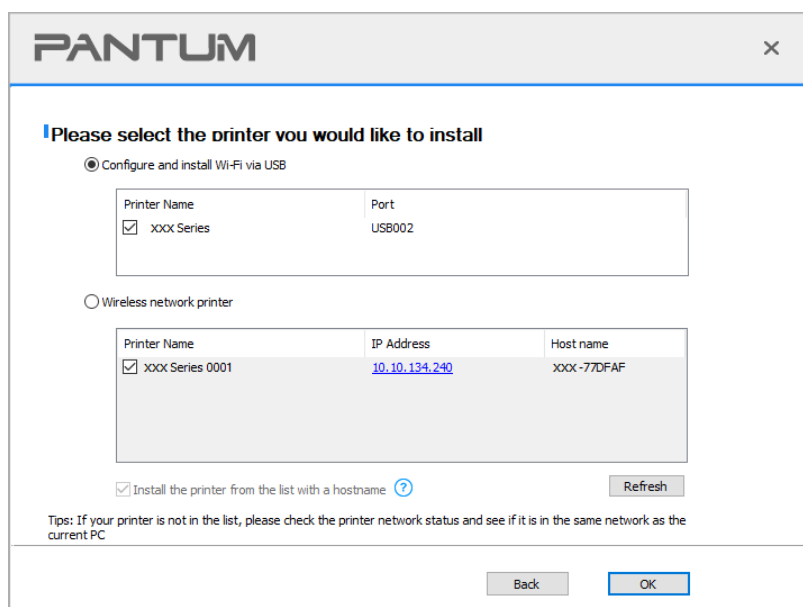 PANTUM
Please select the printer you would like to install
Configure and install Wi-Fi via USB
Printer Name Port
XXX Series USB002
Wireless network printer
Printer Name IP Address Host name
XXX Series 0001 10.10.134.240 XXX-77DFAF
Install the printer from the list with a hostname ?
Refresh
Tips: If your printer is not in the list, please check the printer network status and see if it is in the same network as the
current PC
Back OK